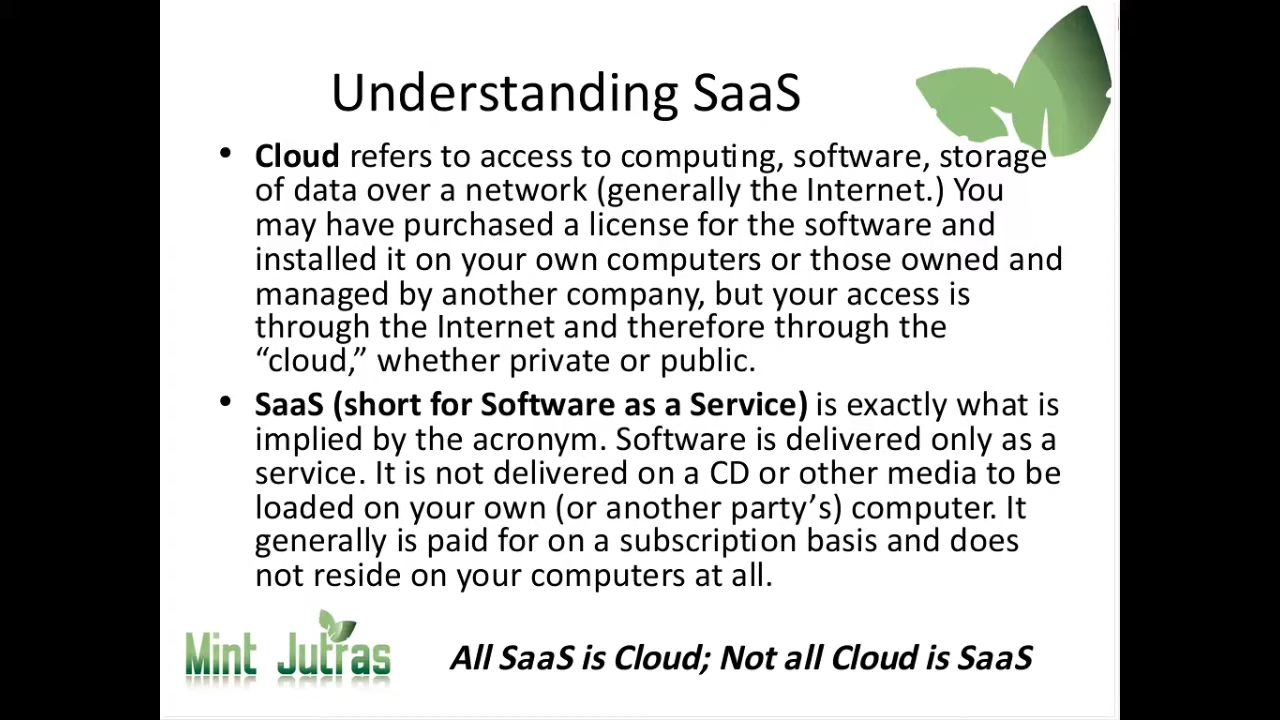 Understanding SaaS
• Cloud refers to access to computing, software, storage
of data over a network (generally the Internet.) You
may have purchased a license for the software and
installed it on your own computers or those owned and
managed by another company, but your access is
through the Internet and therefore through the
“cloud,” whether private or public.
• SaaS (short for Software as a Service) is exactly what is
implied by the acronym. Software is delivered only as a
service. It is not delivered on a CD or other media to be
loaded on your own (or another party’s) computer. It
generally is paid for on a subscription basis and does
not reside on your computers at all.
Mint Jutras
All SaaS is Cloud; Not all Cloud is SaaS